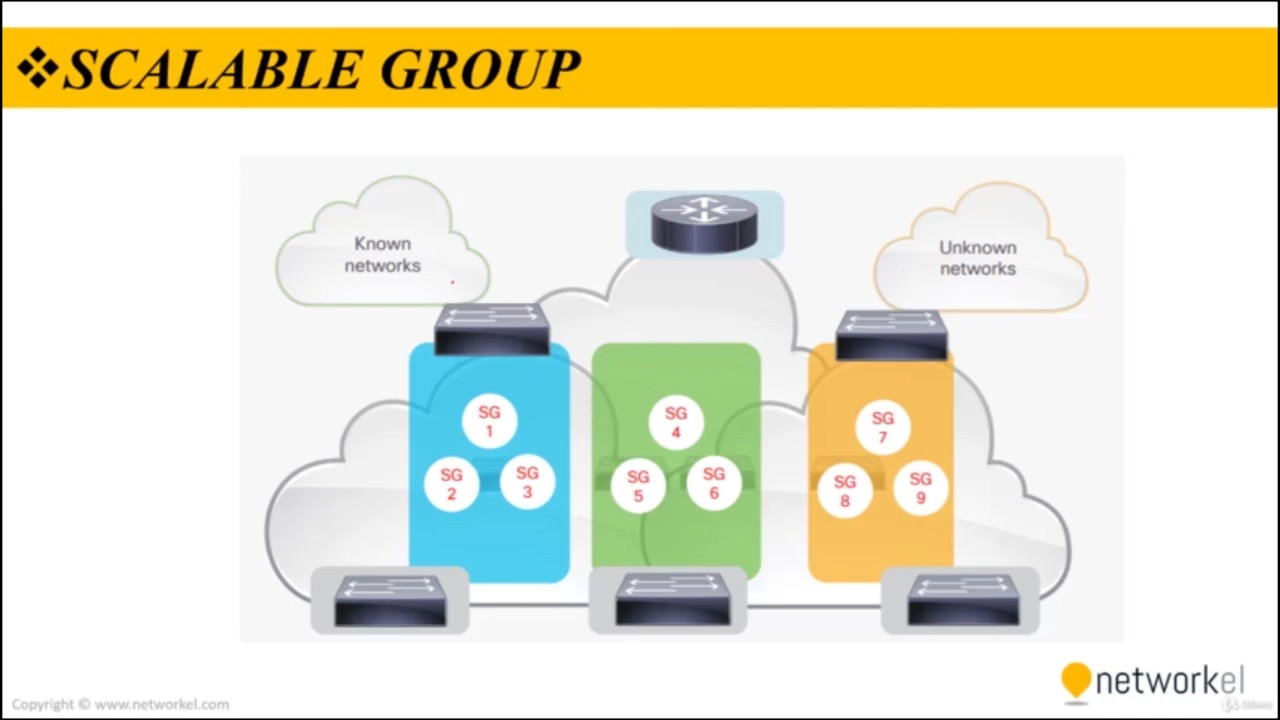 ❖SCALABLE GROUP
Known
networks
Unknown
networks
SG
1
SG
2
SG
3
SG
4
SG
5
SG
6
SG
7
SG
8
SG
9
networkel
Copyright © www.networkel.com
Udemy